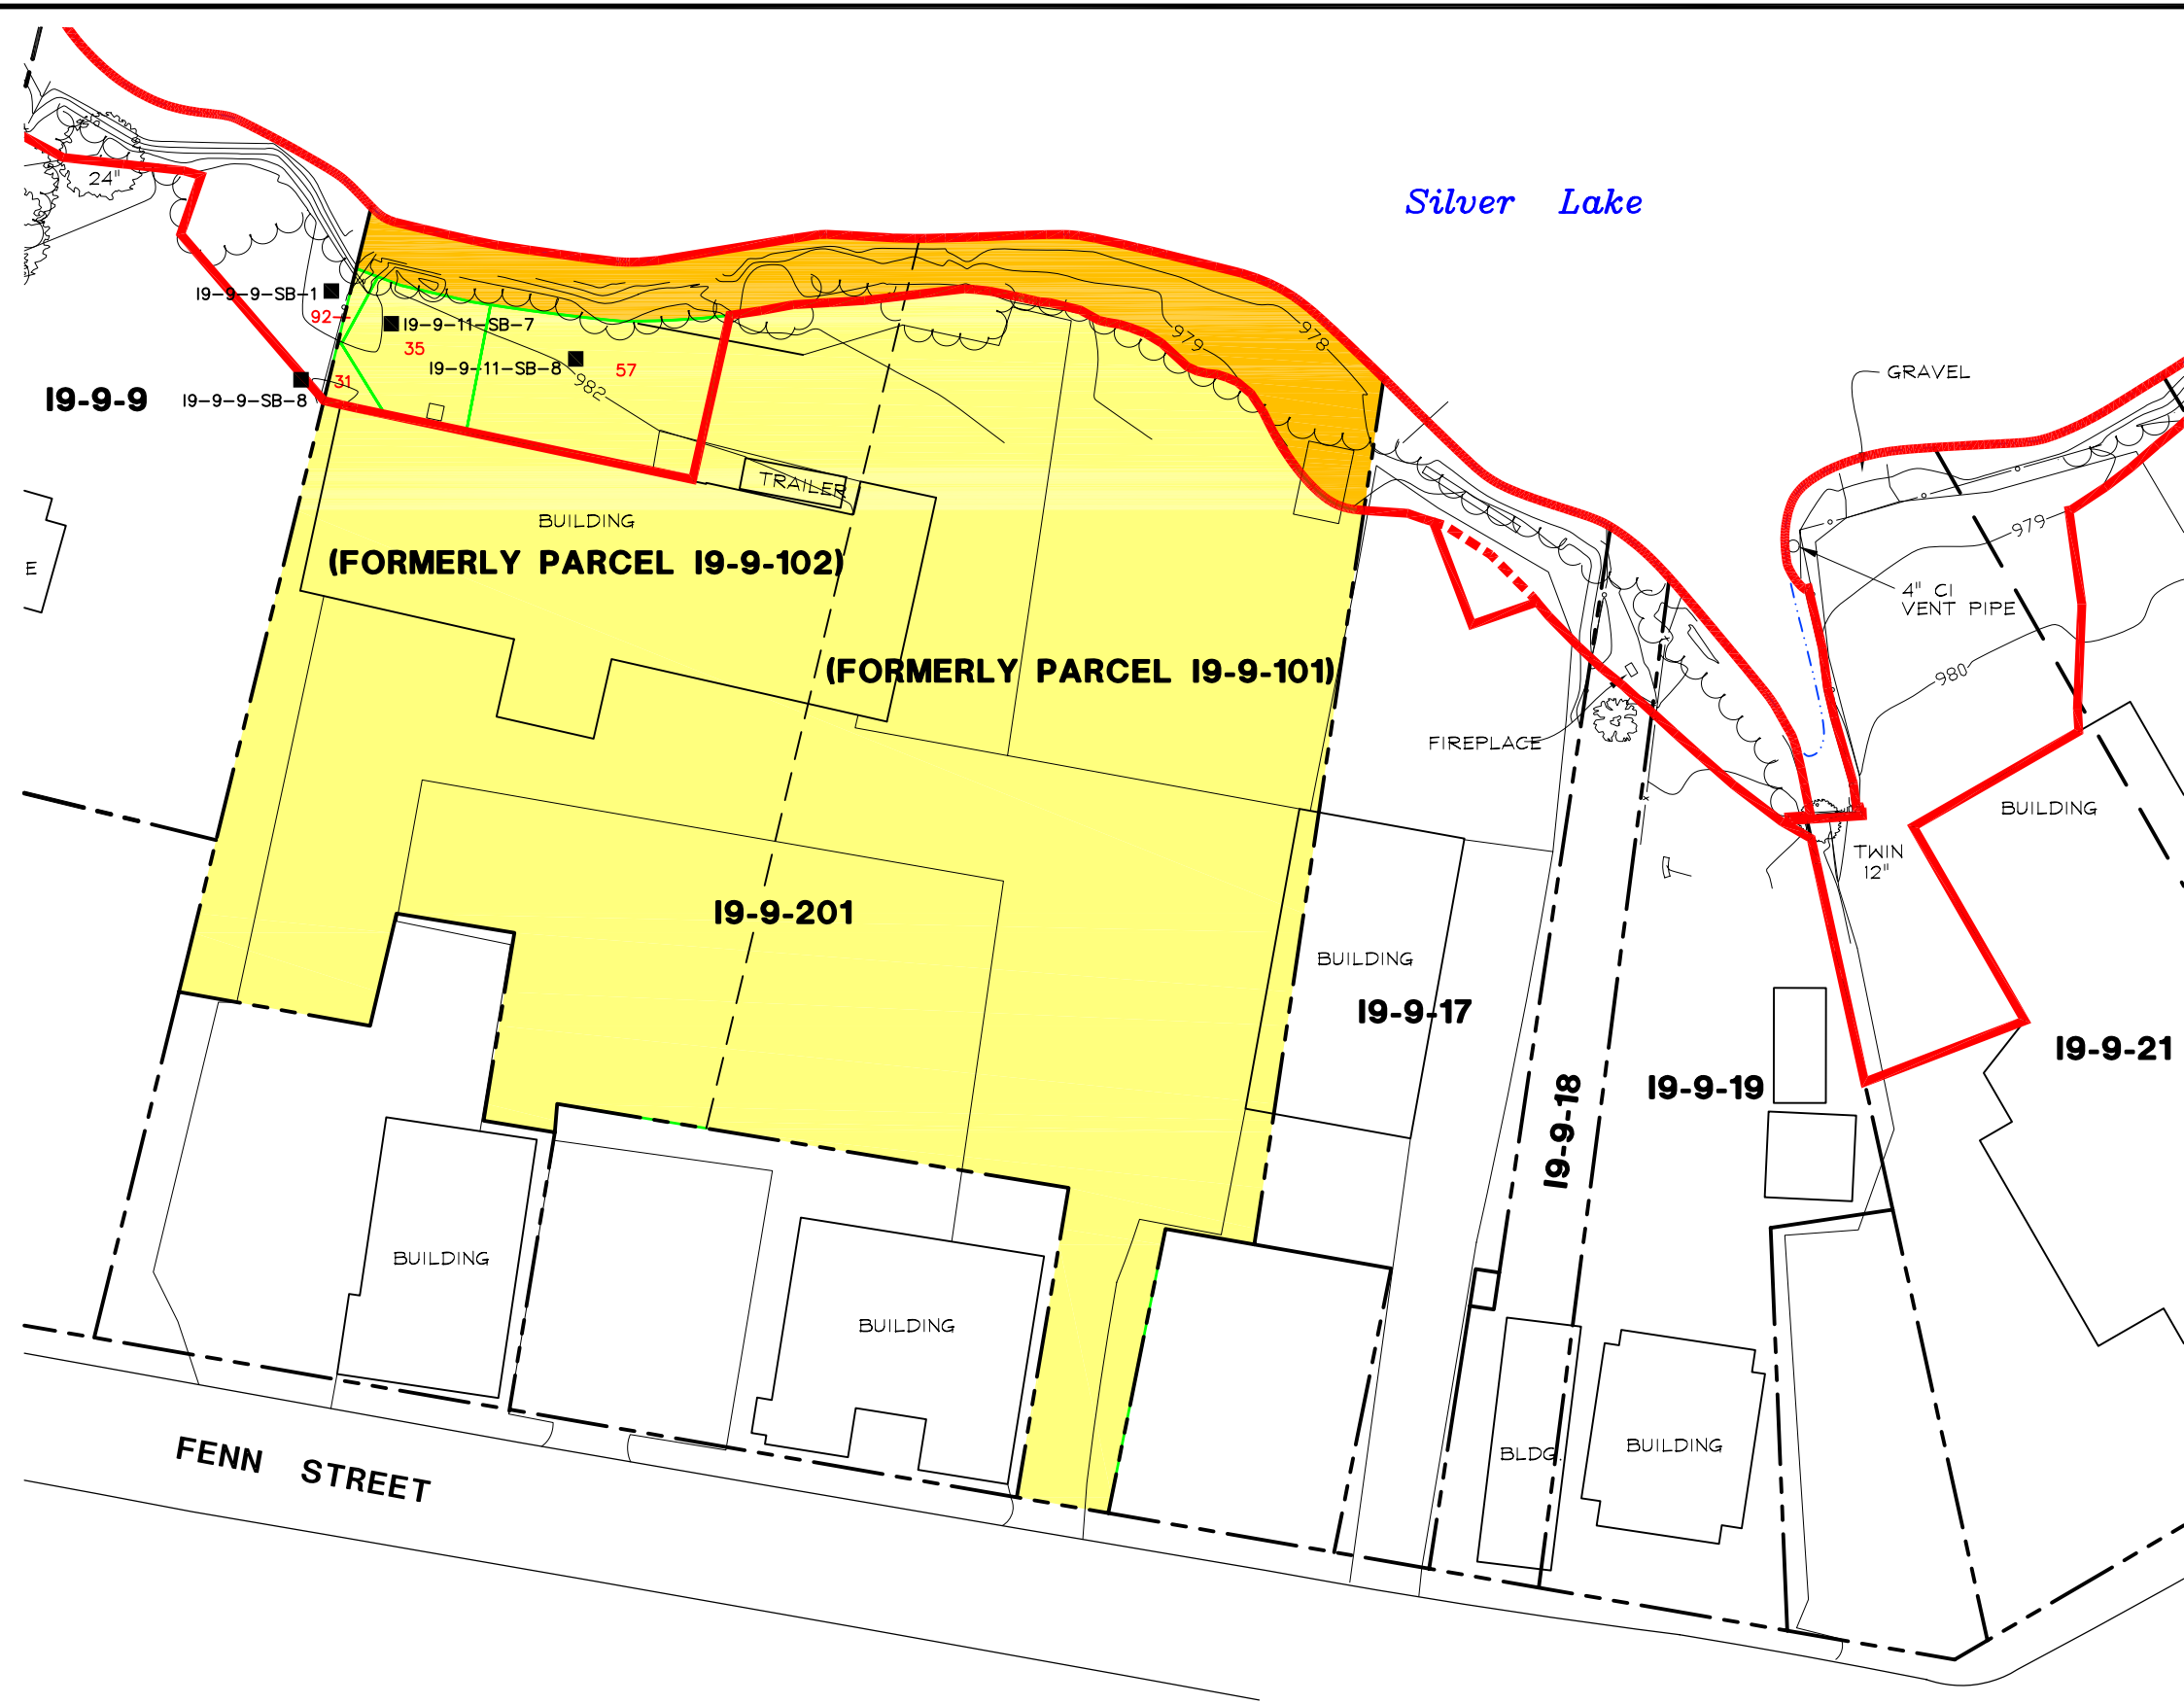 Silver Lake
24"
I9-9-9-SB-1
92
I9-9-11-SB-7
35
I9-9-11-SB-8
57
31
I9-9-9-SB-8
I9-9-9
982
979
978
GRAVEL
979
4" CI
VENT PIPE
980
TRAILER
BUILDING
E
(FORMERLY PARCEL I9-9-102)
(FORMERLY PARCEL I9-9-101)
FIREPLACE
BUILDING
TWIN
12"
I9-9-201
BUILDING
I9-9-17
I9-9-18
I9-9-19
I9-9-21
BUILDING
BUILDING
BLDG.
BUILDING
FENN STREET